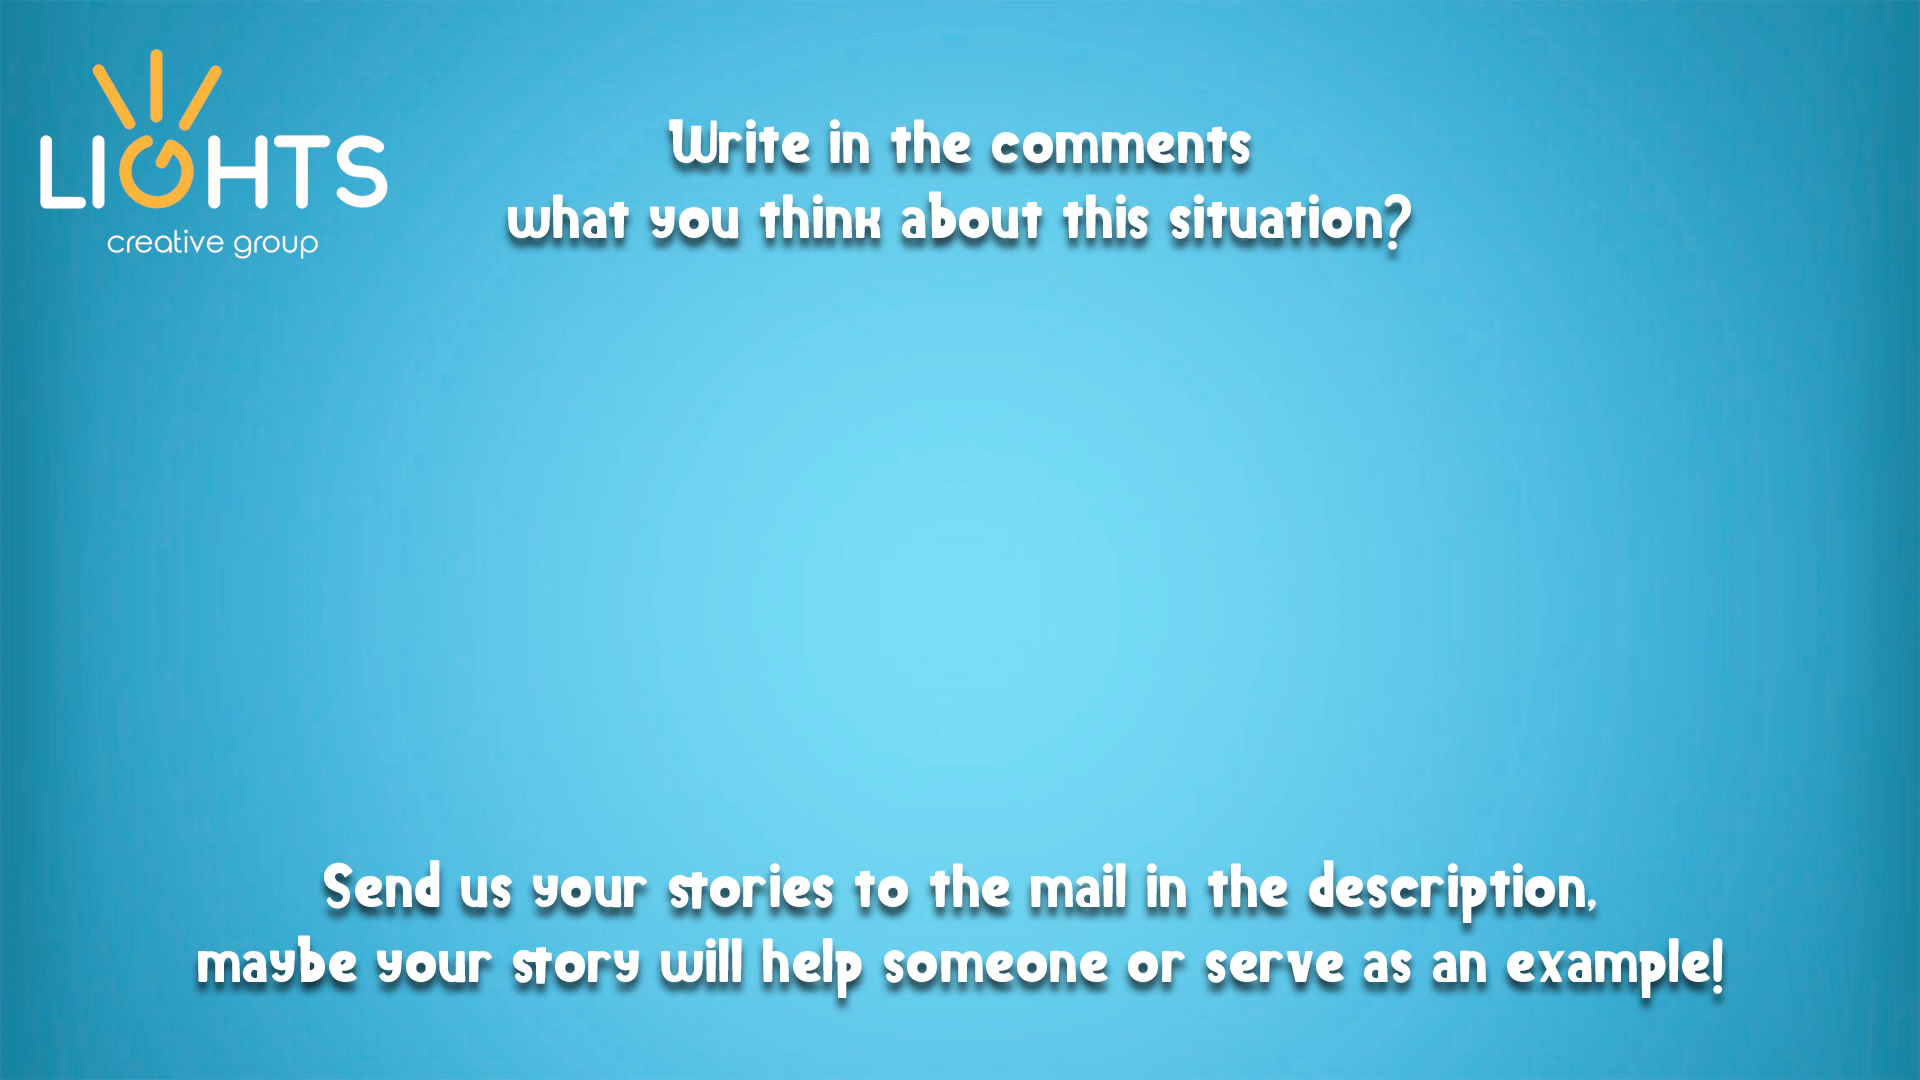 LIGHTS
creative group
Write in the comments
what you think about this situation?
Send us your stories to the mail in the description,
maybe your story will help someone or serve as an example!